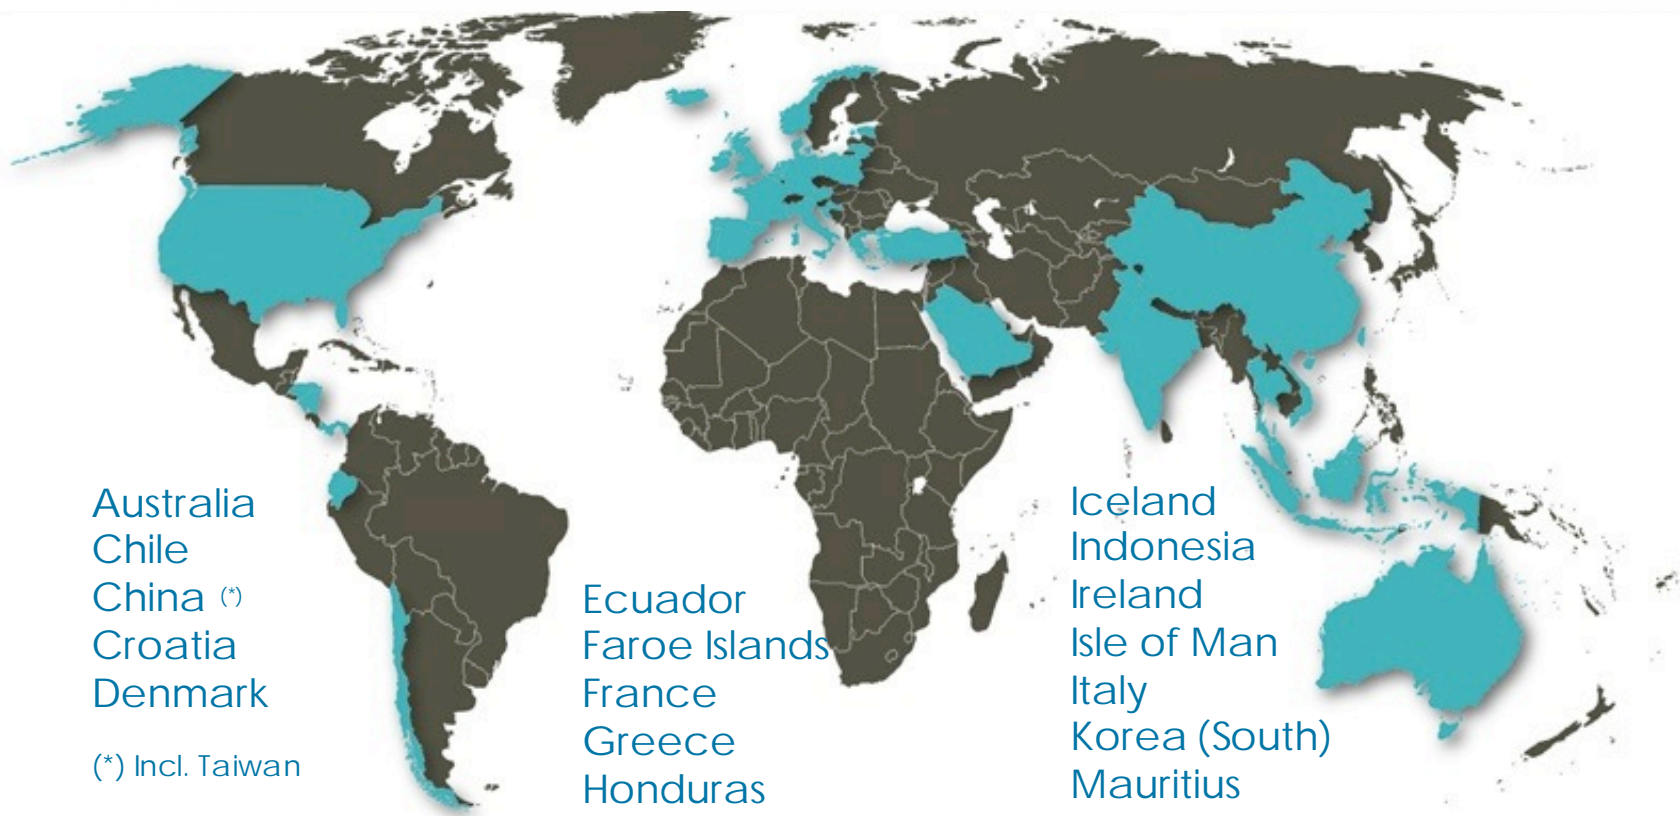 Australia
Chile
China (*)
Croatia
Denmark
(*) Incl. Taiwan
Ecuador
Faroe Islands
France
Greece
Honduras
Iceland
Indonesia
Ireland
Isle of Man
Italy
Korea (South)
Mauritius